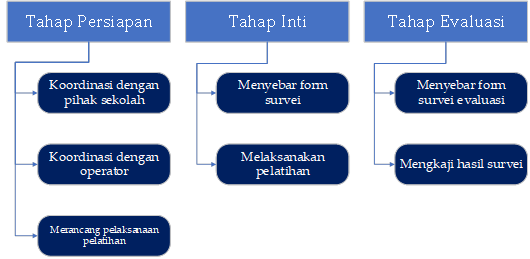 Tahap Persiapan
Koordinasi dengan
pihak sekolah
Koordinasi dengan
operator
Merancang pelaksanaan
pelatihan
Tahap Inti
Menyebar form
survei
Melaksanakan
pelatihan
Tahap Evaluasi
Menyebar form
survei evaluasi
Mengkaji hasil survei